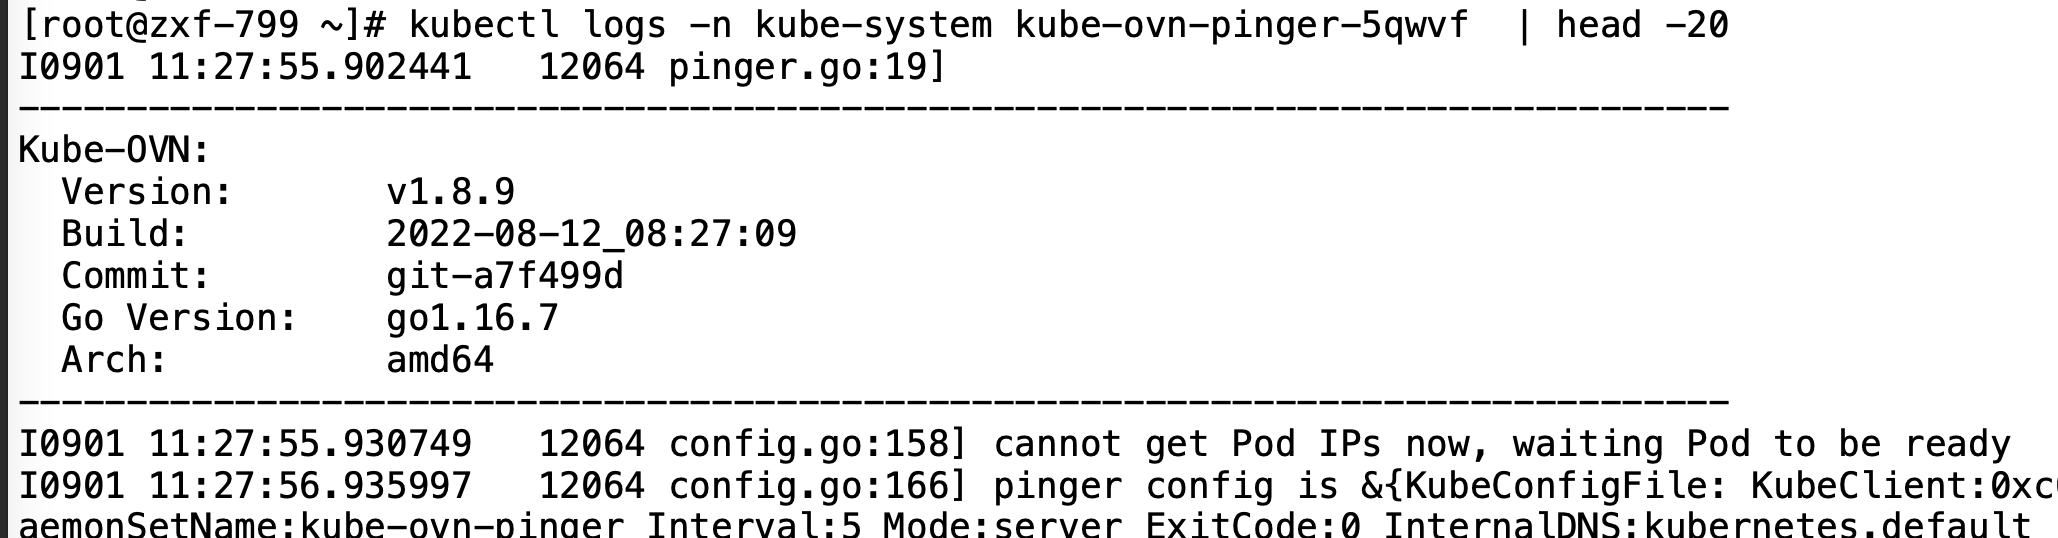 [root@zxf-799 ~]# kubectl logs -n kube-system kube-ovn-pinger-5qwvf  | head -20
I0901 11:27:55.902441   12064 pinger.go:19]
-------------------------------------------------------------------------------
Kube-OVN:
  Version:       v1.8.9
  Build:         2022-08-12_08:27:09
  Commit:        git-a7f499d
  Go Version:    go1.16.7
  Arch:          amd64
-------------------------------------------------------------------------------
I0901 11:27:55.930749   12064 config.go:158] cannot get Pod IPs now, waiting Pod to be ready
I0901 11:27:56.935997   12064 config.go:166] pinger config is &{KubeConfigFile: KubeClient:0xc
aemonSetName:kube-ovn-pinger Interval:5 Mode:server ExitCode:0 InternalDNS:kubernetes.default